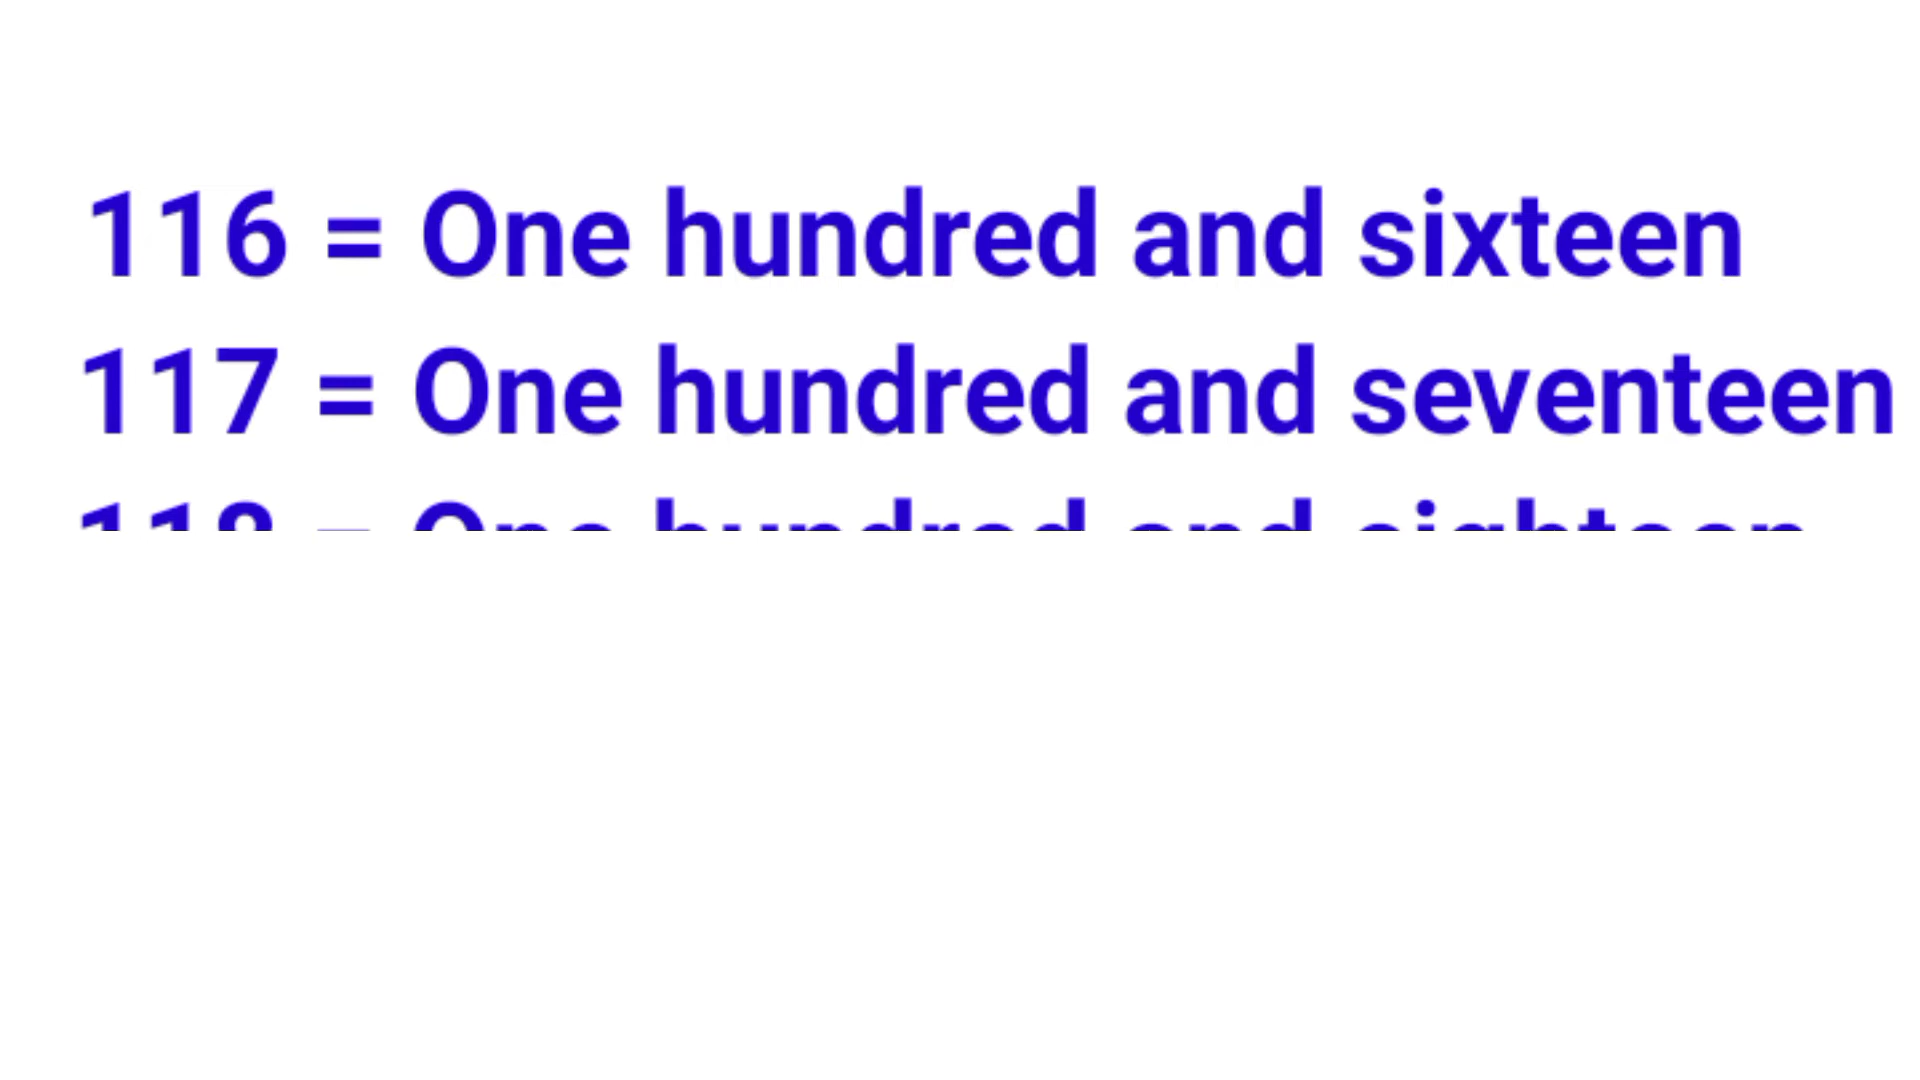 116 = One hundred and sixteen
117 = One hundred and seventeen
118 = One hundred and eighteen